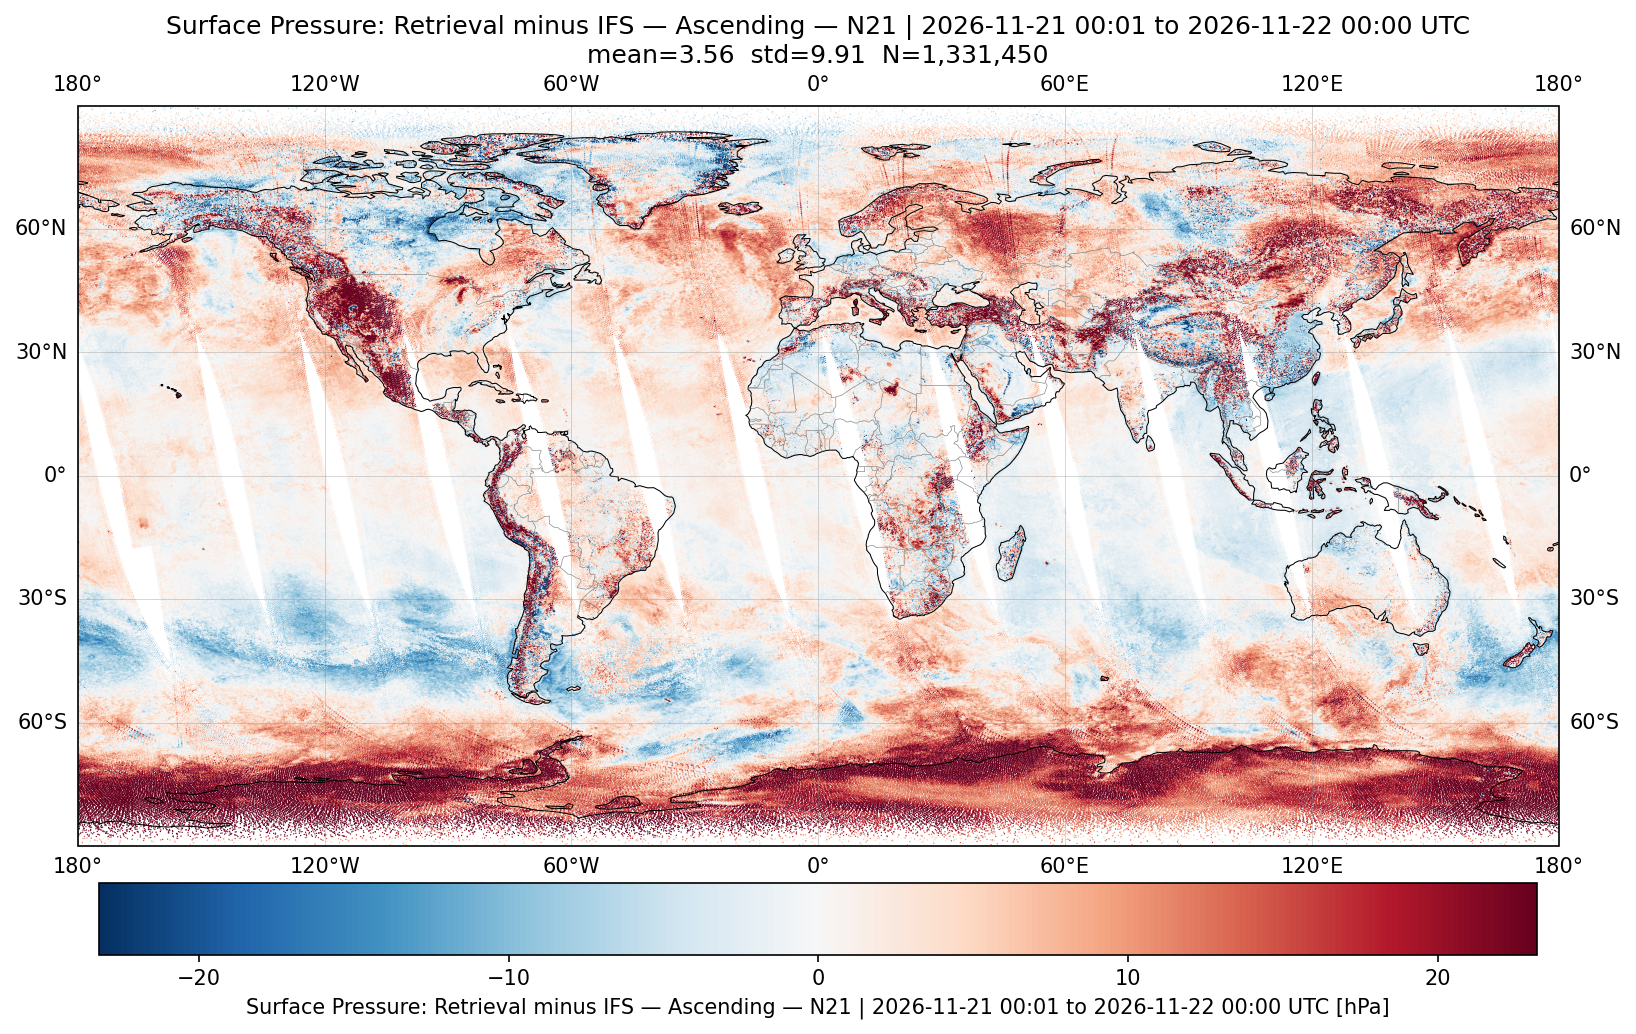 Surface Pressure: Retrieval minus IFS — Ascending — N21 | 2026-11-21 00:01 to 2026-11-22 00:00 UTC
mean=3.56  std=9.91  N=1,331,450
180° 120°W 60°W 0° 60°E 120°E 180°
60°N 60°N
30°N 30°N
0° 0°
30°S 30°S
60°S 60°S
180° 120°W 60°W 0° 60°E 120°E 180°
−20 −10 0 10 20
Surface Pressure: Retrieval minus IFS — Ascending — N21 | 2026-11-21 00:01 to 2026-11-22 00:00 UTC [hPa]